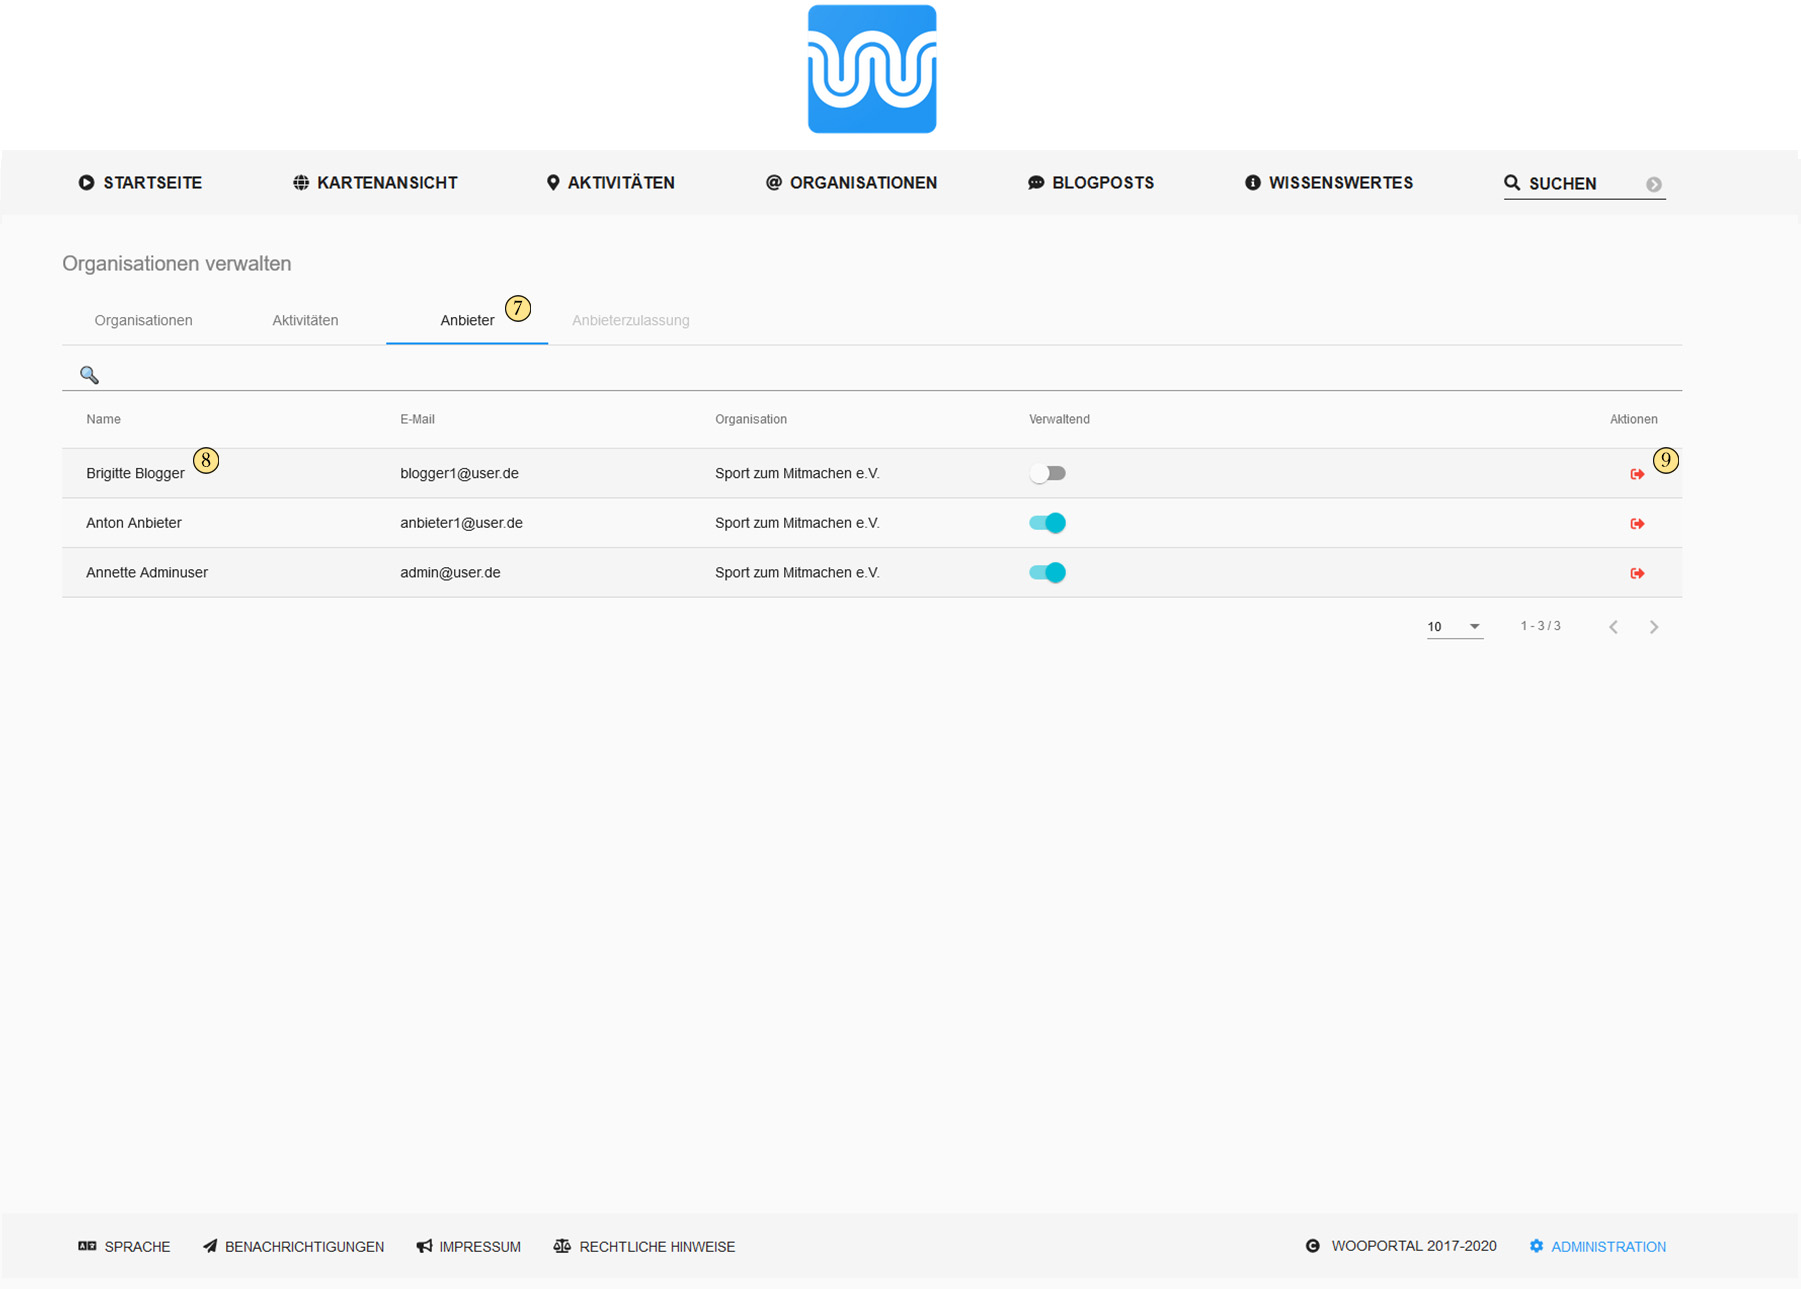 STARTSEITE KARTENANSICHT AKTIVITÄTEN @ ORGANISATIONEN BLOGPOSTS WISSENSWERTES SUCHEN
Organisationen verwalten
Organisationen Aktivitäten Anbieter 7 Anbieterzulassung
Name E-Mail Organisation Verwaltend Aktionen
Brigitte Blogger 8 blogger1@user.de Sport zum Mitmachen e.V. 9
Anton Anbieter anbieter1@user.de Sport zum Mitmachen e.V.
Annette Adminuser admin@user.de Sport zum Mitmachen e.V.
10 1 - 3 / 3
SPRACHE BENACHRICHTIGUNGEN IMPRESSUM RECHTLICHE HINWEISE WOOPORTAL 2017-2020 ADMINISTRATION